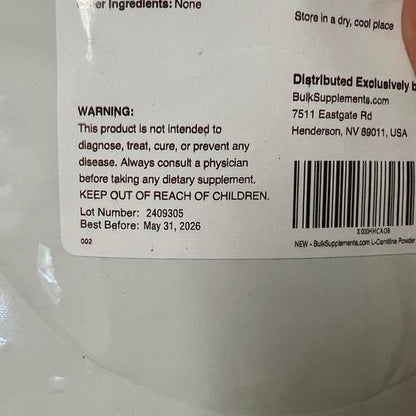 Ingredients: None
Store in a dry, cool place
Distributed Exclusively b
BulkSupplements.com
7511 Eastgate Rd
Henderson, NV 89011, USA
WARNING:
This product is not intended to
diagnose, treat, cure, or prevent any
disease. Always consult a physician
before taking any dietary supplement.
KEEP OUT OF REACH OF CHILDREN.
Lot Number: 2409305
Best Before: May 31, 2026
002
X000HHCAOB
NEW - BulkSupplements.com L-Carnitine Powder